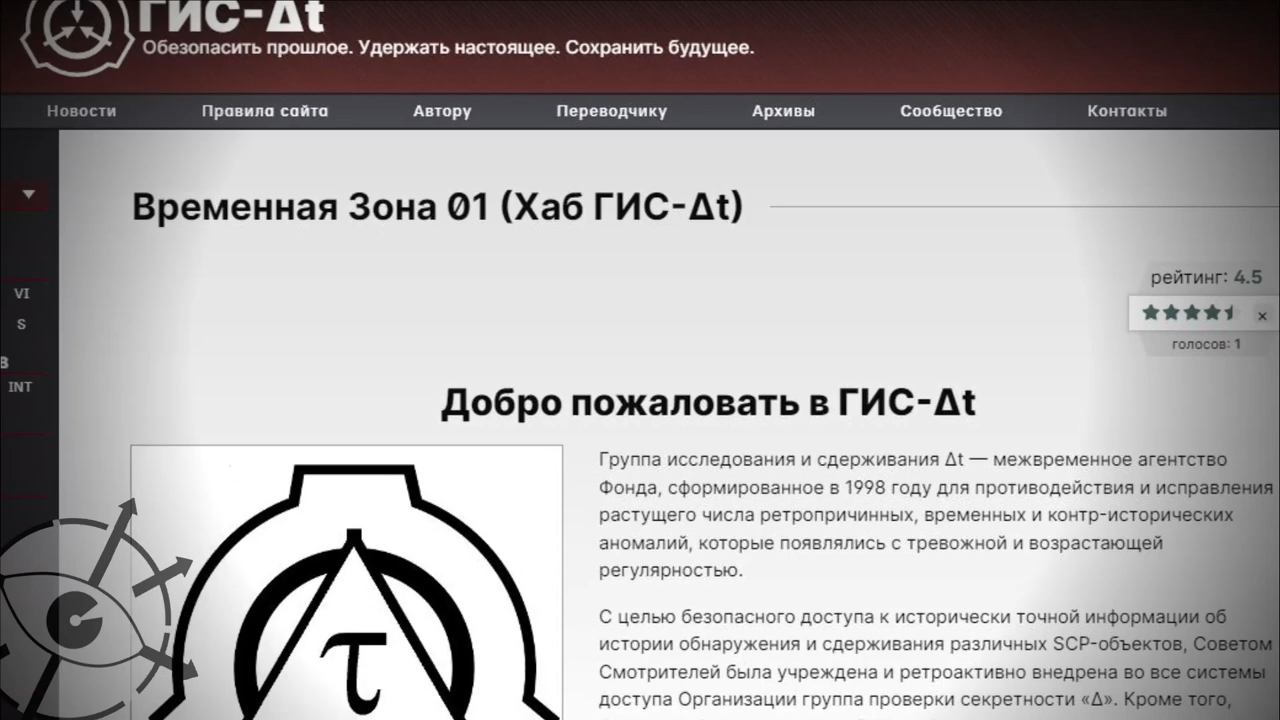 ГИС-Δt
Обезопасить прошлое. Удержать настоящее. Сохранить будущее.
Новости Правила сайта Автору Переводчику Архивы Сообщество Контакты
Временная Зона 01 (Хаб ГИС-Δt)
рейтинг: 4.5
голосов: 1
VI
S
INT
Добро пожаловать в ГИС-Δt
Группа исследования и сдерживания Δt — межвременное агентство
Фонда, сформированное в 1998 году для противодействия и исправления
растущего числа ретропричинных, временных и контр-исторических
аномалий, которые появлялись с тревожной и возрастающей
регулярностью.
С целью безопасного доступа к исторически точной информации об
истории обнаружения и сдерживания различных SCP-объектов, Советом
Смотрителей была учреждена и ретроактивно внедрена во все системы
доступа Организации группа проверки секретности «Δ». Кроме того,
τ